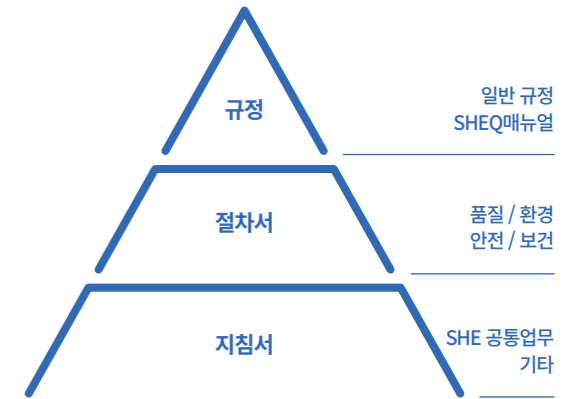 규정
일반 규정
SHEQ매뉴얼
절차서
품질 / 환경
안전 / 보건
지침서
SHE 공통업무
기타